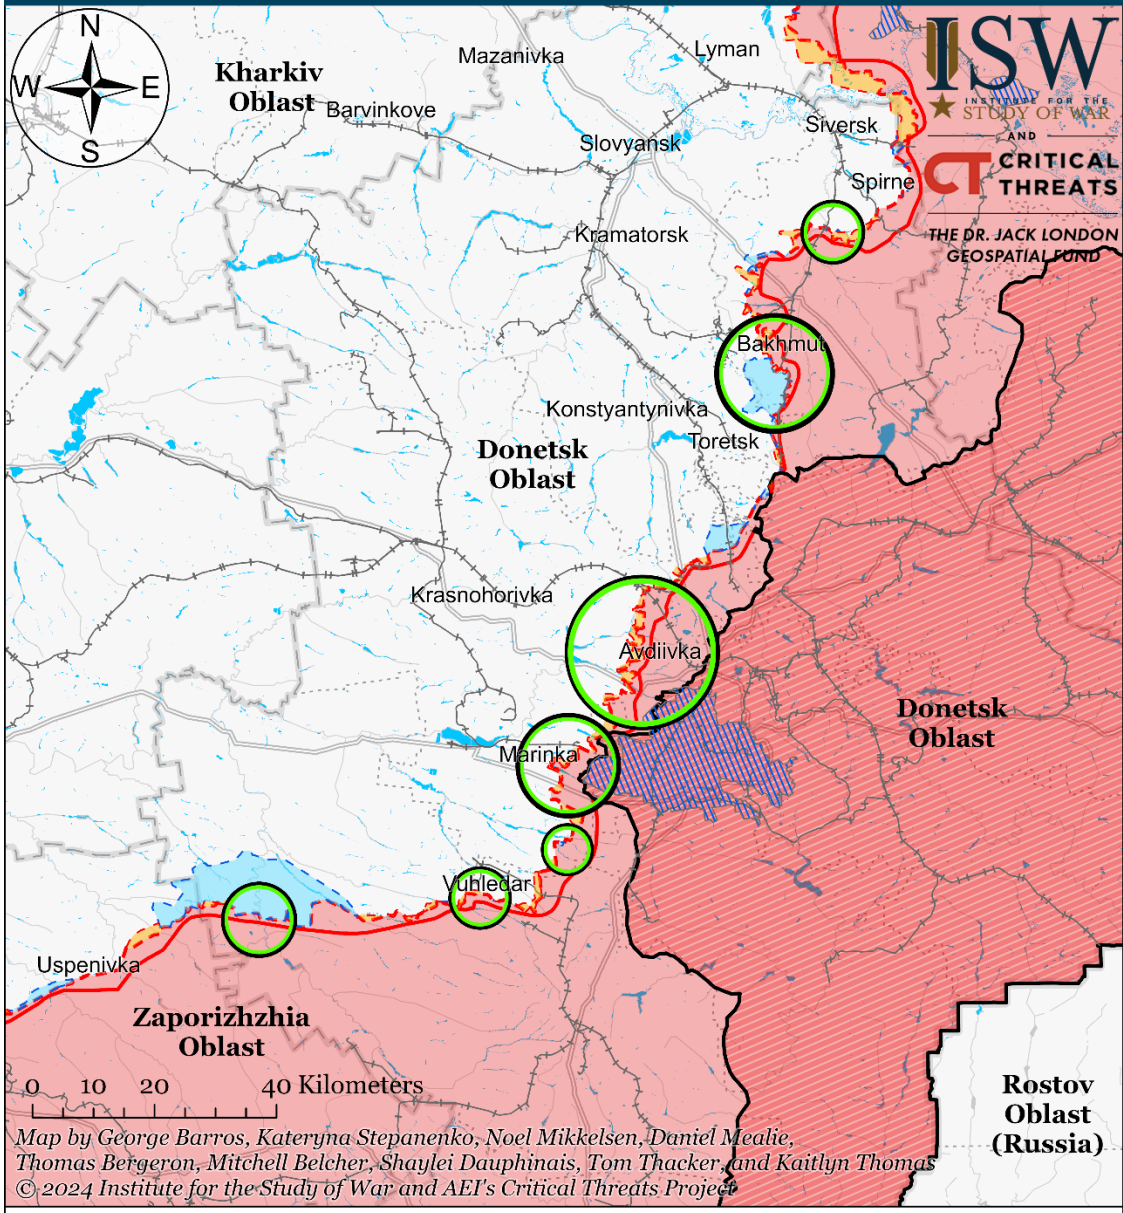 N
W
E
S
Kharkiv
Oblast
Mazanivka
Lyman
Barvinkove
Slovyansk
Siversk
Spirne
Kramatorsk
ISW
INSTITUTE FOR THE
STUDY OF WAR
AND
CT CRITICAL
THREATS
THE DR. JACK LONDON
GEOSPATIAL FUND
Bakhmut
Konstyantynivka
Toretsk
Donetsk
Oblast
Krasnohorivka
Avdiivka
Donetsk
Oblast
Marinka
Vuhledar
Uspenivka
Zaporizhzhia
Oblast
0 10 20 40 Kilometers
Rostov
Oblast
(Russia)
Map by George Barros, Kateryna Stepanenko, Noel Mikkelsen, Daniel Mealie,
Thomas Bergeron, Mitchell Belcher, Shaylei Dauphinais, Tom Thacker, and Kaitlyn Thomas
© 2024 Institute for the Study of War and AEI's Critical Threats Project